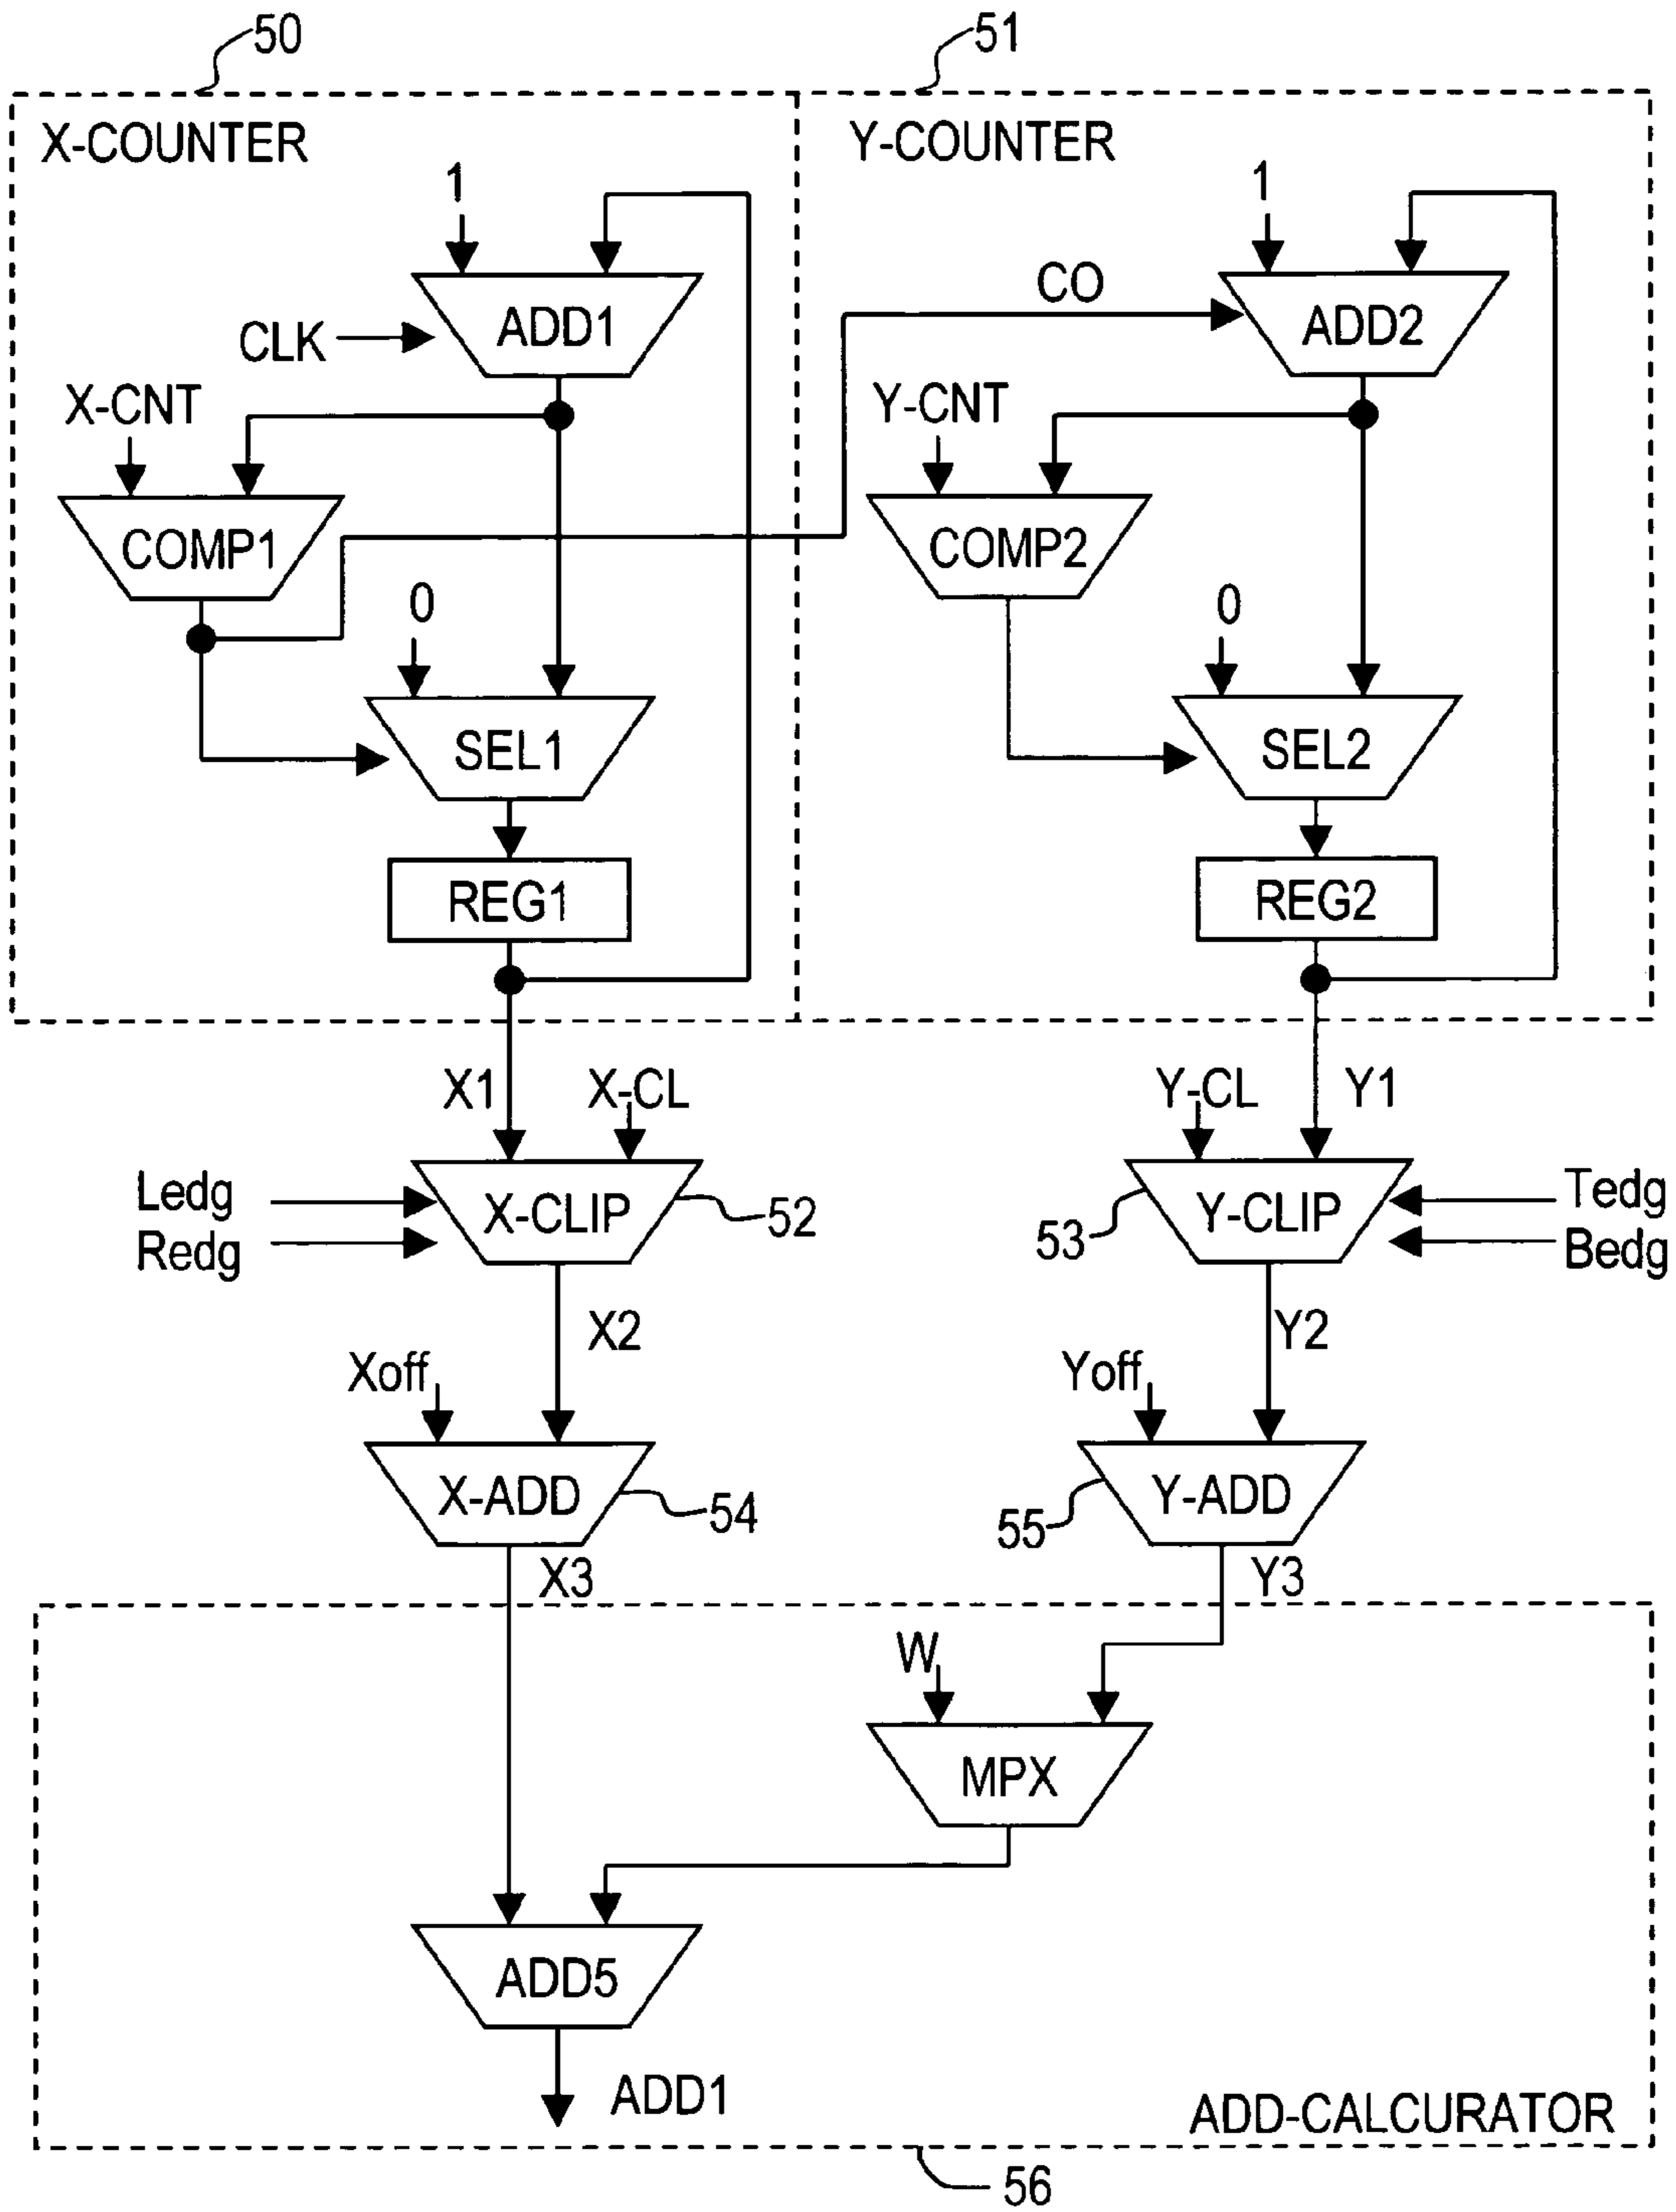 50
51
X-COUNTER
Y-COUNTER
1
1
CO
ADD1
ADD2
CLK
X-CNT
Y-CNT
COMP1
COMP2
0
0
SEL1
SEL2
REG1
REG2
X1
X-CL
Y-CL
Y1
Ledg
X-CLIP
52
53
Y-CLIP
Tedg
Redg
Bedg
X2
Y2
Xoff
Yoff
X-ADD
54
55
Y-ADD
X3
Y3
W
MPX
ADD5
ADD1
ADD-CALCURATOR
56